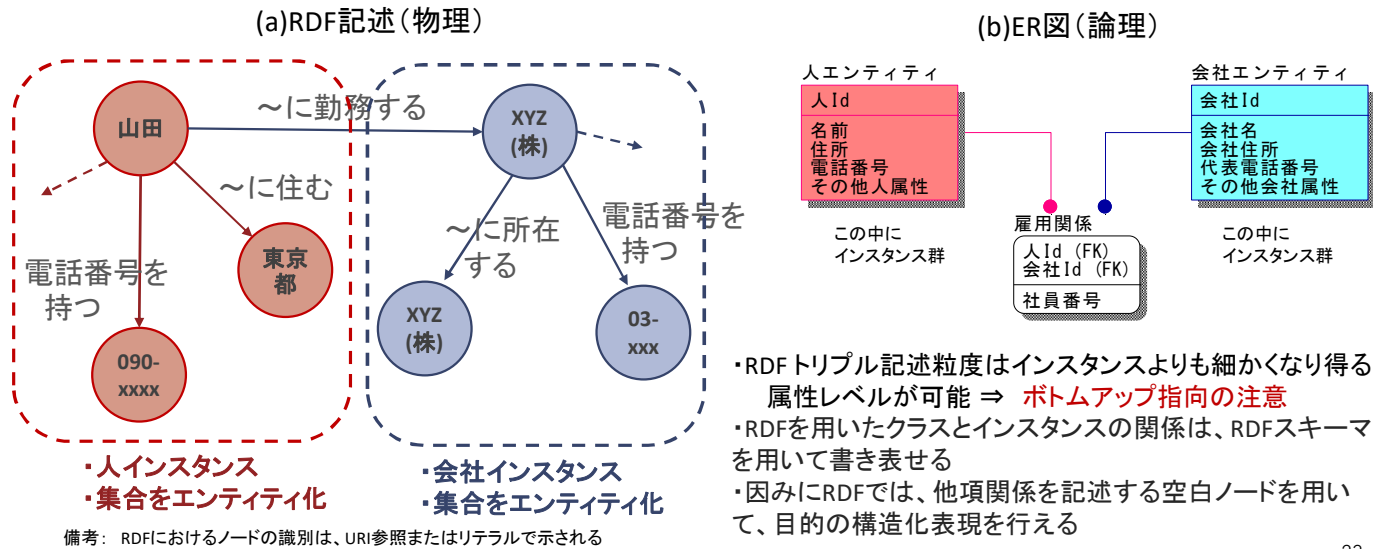 (a)RDF記述(物理)
山田
~に勤務する
XYZ
(株)
~に住む
東京
都
電話番号を
持つ
090-
xxxx
~に所在
する
XYZ
(株)
電話番号を
持つ
03-
xxx
・人インスタンス
・集合をエンティティ化
・会社インスタンス
・集合をエンティティ化
備考: RDFにおけるノードの識別は、URI参照またはリテラルで示される
(b)ER図(論理)
人エンティティ
人Id
名前
住所
電話番号
その他人属性
この中に
インスタンス群
会社エンティティ
会社Id
会社名
会社住所
代表電話番号
その他会社属性
この中に
インスタンス群
雇用関係
人Id (FK)
会社Id (FK)
社員番号
・RDFトリプル記述粒度はインスタンスよりも細かくなり得る
属性レベルが可能 ⇒ ボトムアップ指向の注意
・RDFを用いたクラスとインスタンスの関係は、RDFスキーマ
を用いて書き表せる
・因みにRDFでは、他項関係を記述する空白ノードを用い
て、目的の構造化表現を行える